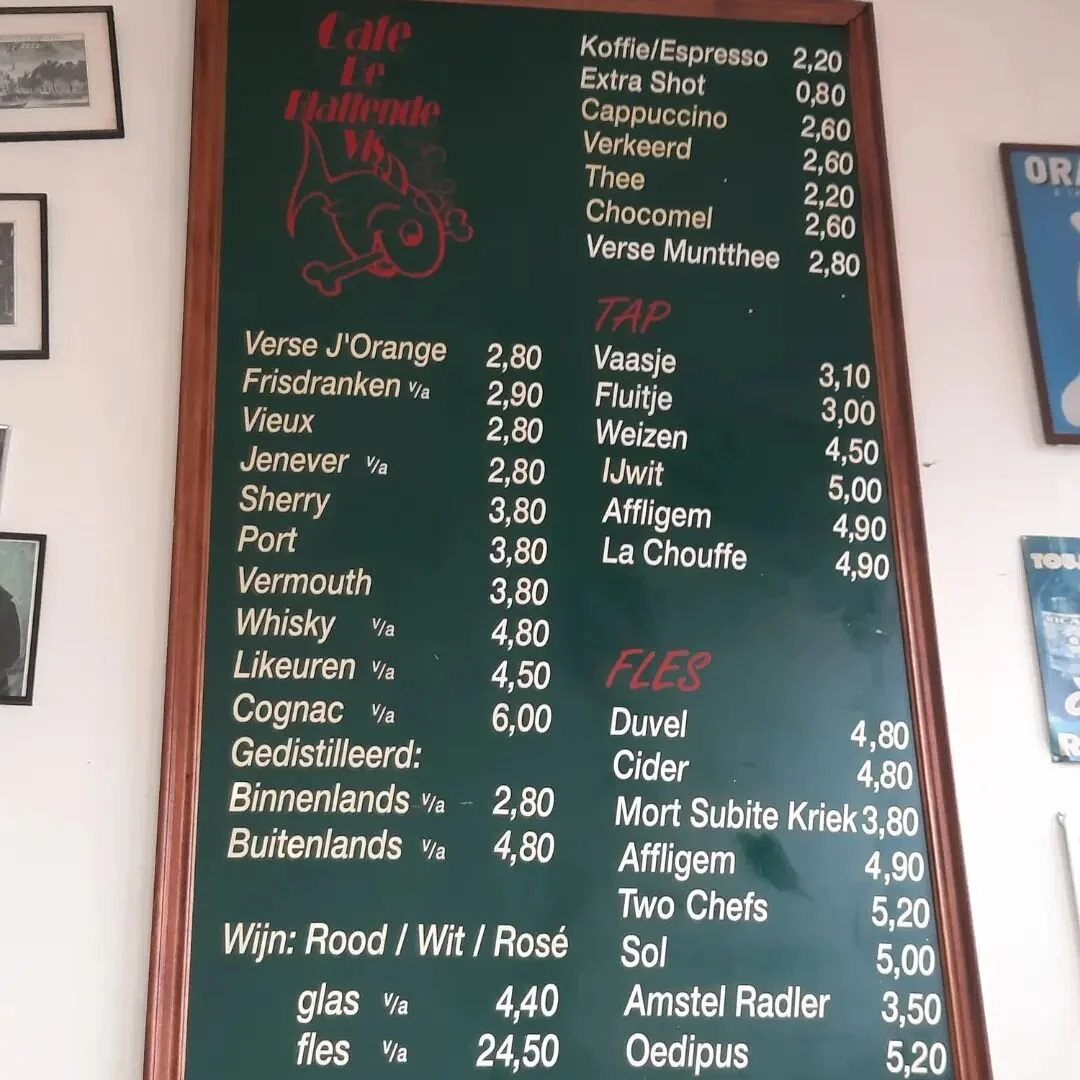 Cafe
De
Blaffende
Vis
Verse J'Orange 2,80
Frisdranken v/a 2,90
Vieux 2,80
Jenever v/a 2,80
Sherry 3,80
Port 3,80
Vermouth 3,80
Whisky v/a 4,80
Likeuren v/a 4,50
Cognac v/a 6,00
Gedistilleerd:
Binnenlands v/a 2,80
Buitenlands v/a 4,80
Wijn: Rood / Wit / Rosé
glas v/a 4,40
fles v/a 24,50
Koffie/Espresso 2,20
Extra Shot 0,80
Cappuccino 2,60
Verkeerd 2,60
Thee 2,20
Chocomel 2,60
Verse Muntthee 2,80
TAP
Vaasje 3,10
Fluitje 3,00
Weizen 4,50
IJwit 5,00
Affligem 4,90
La Chouffe 4,90
FLES
Duvel 4,80
Cider 4,80
Mort Subite Kriek 3,80
Affligem 4,90
Two Chefs 5,20
Sol 5,00
Amstel Radler 3,50
Oedipus 5,20